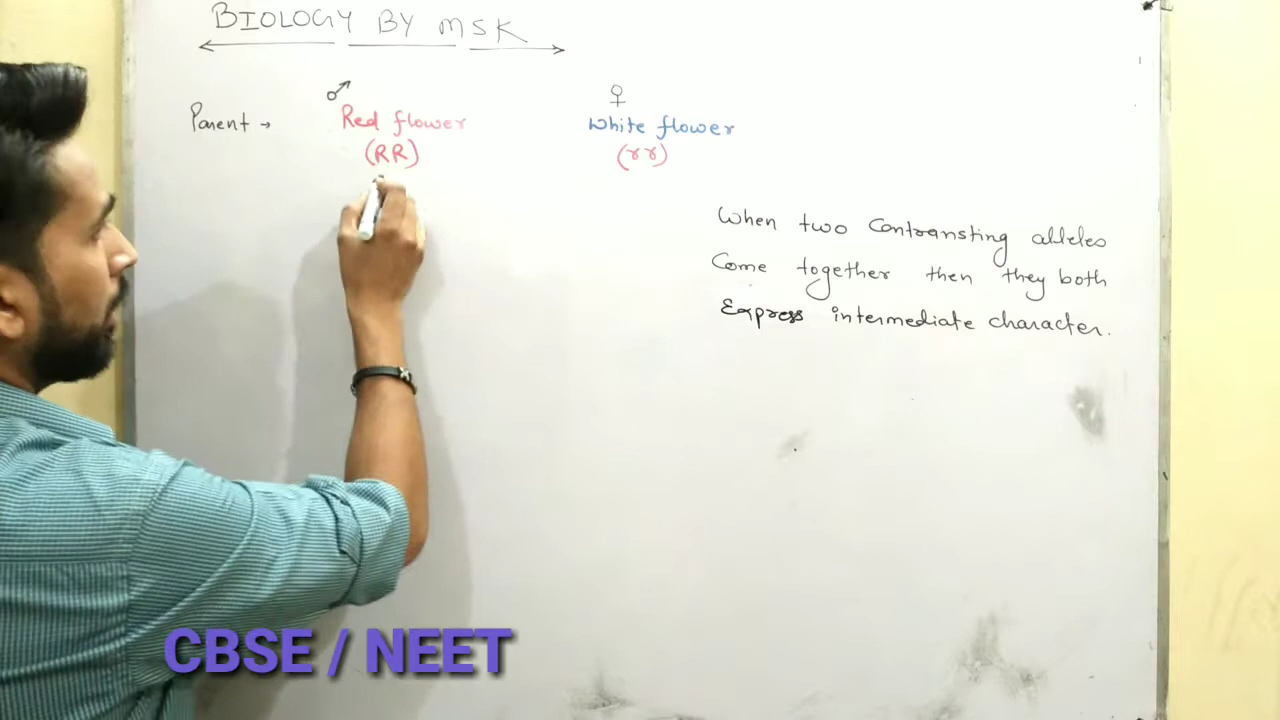 BIOLOGY BY MSK
♂ ♀
Parent → Red flower White flower
(RR) (rr)
When two Contransting alleles
Come together then they both
Express intermediate character.
CBSE / NEET